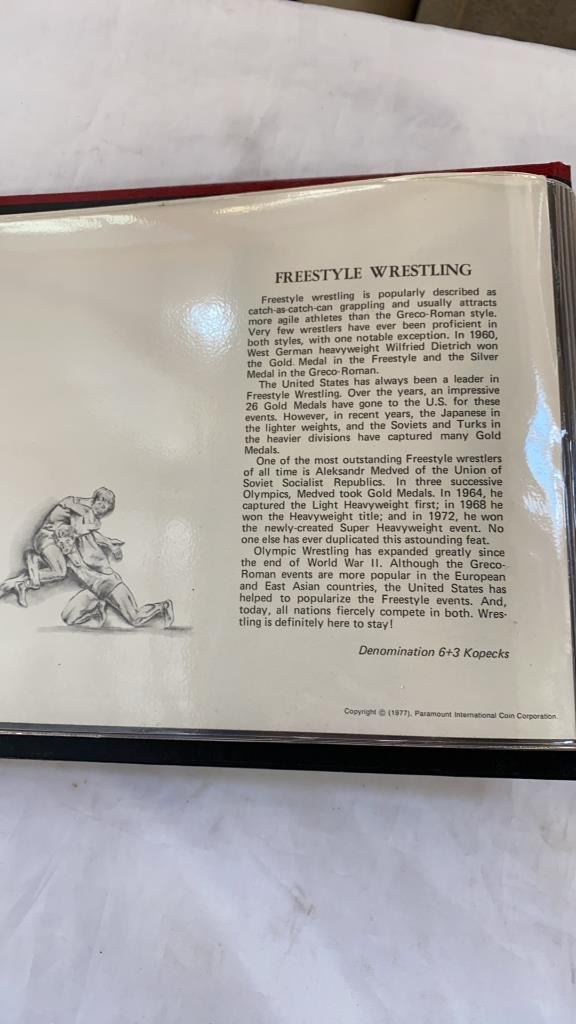 FREESTYLE WRESTLING
Freestyle wrestling is popularly described as
catch-as-catch-can grappling and usually attracts
more agile athletes than the Greco-Roman style.
Very few wrestlers have ever been proficient in
both styles, with one notable exception. In 1960,
West German heavyweight Wilfried Dietrich won
the Gold Medal in the Freestyle and the Silver
Medal in the Greco-Roman.
The United States has always been a leader in
Freestyle Wrestling. Over the years, an impressive
26 Gold Medals have gone to the U.S. for these
events. However, in recent years, the Japanese in
the lighter weights, and the Soviets and Turks in
the heavier divisions have captured many Gold
Medals.
One of the most outstanding Freestyle wrestlers
of all time is Aleksandr Medved of the Union of
Soviet Socialist Republics. In three successive
Olympics, Medved took Gold Medals. In 1964, he
captured the Light Heavyweight first; in 1968 he
won the Heavyweight title; and in 1972, he won
the newly-created Super Heavyweight event. No
one else has ever duplicated this astounding feat.
Olympic Wrestling has expanded greatly since
the end of World War II. Although the Greco-
Roman events are more popular in the European
and East Asian countries, the United States has
helped to popularize the Freestyle events. And,
today, all nations fiercely compete in both. Wres-
tling is definitely here to stay!
Denomination 6+3 Kopecks
Copyright © (1977), Paramount International Coin Corporation.